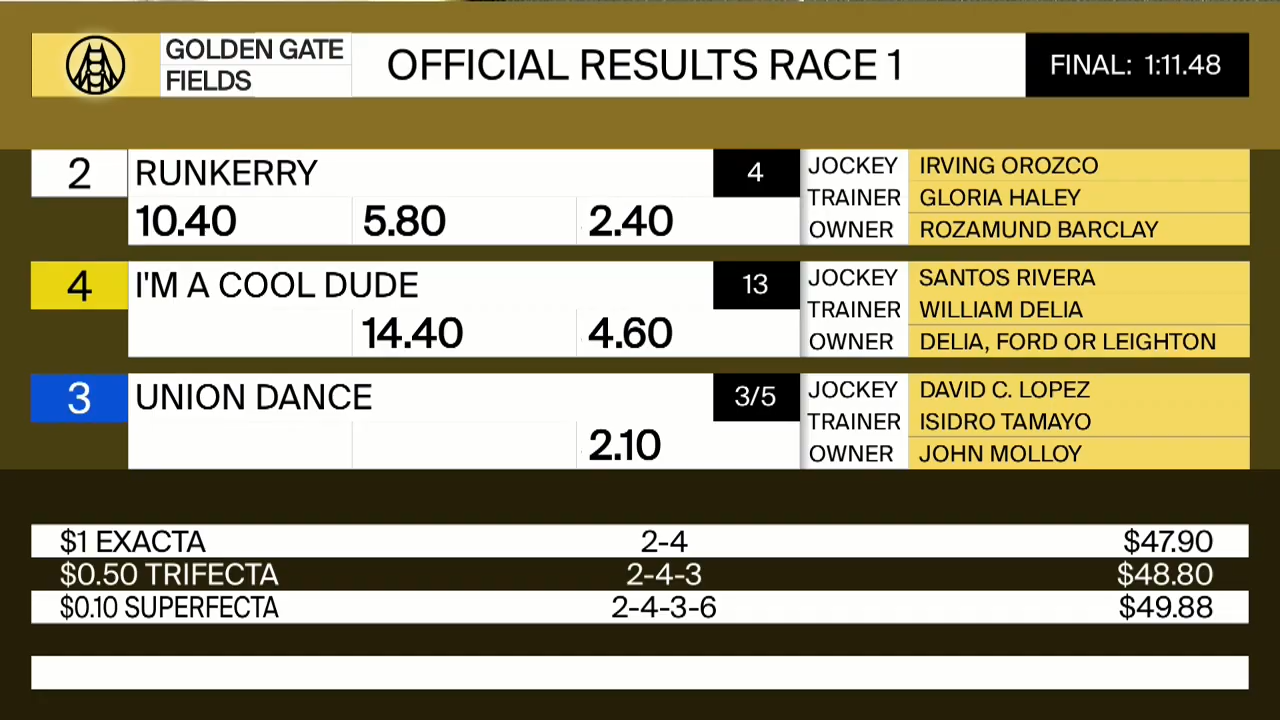 GOLDEN GATE
FIELDS
OFFICIAL RESULTS RACE 1
FINAL: 1:11.48
2 RUNKERRY 4
10.40 5.80 2.40
JOCKEY IRVING OROZCO
TRAINER GLORIA HALEY
OWNER ROZAMUND BARCLAY
4 I'M A COOL DUDE 13
14.40 4.60
JOCKEY SANTOS RIVERA
TRAINER WILLIAM DELIA
OWNER DELIA, FORD OR LEIGHTON
3 UNION DANCE 3/5
2.10
JOCKEY DAVID C. LOPEZ
TRAINER ISIDRO TAMAYO
OWNER JOHN MOLLOY
$1 EXACTA 2-4 $47.90
$0.50 TRIFECTA 2-4-3 $48.80
$0.10 SUPERFECTA 2-4-3-6 $49.88